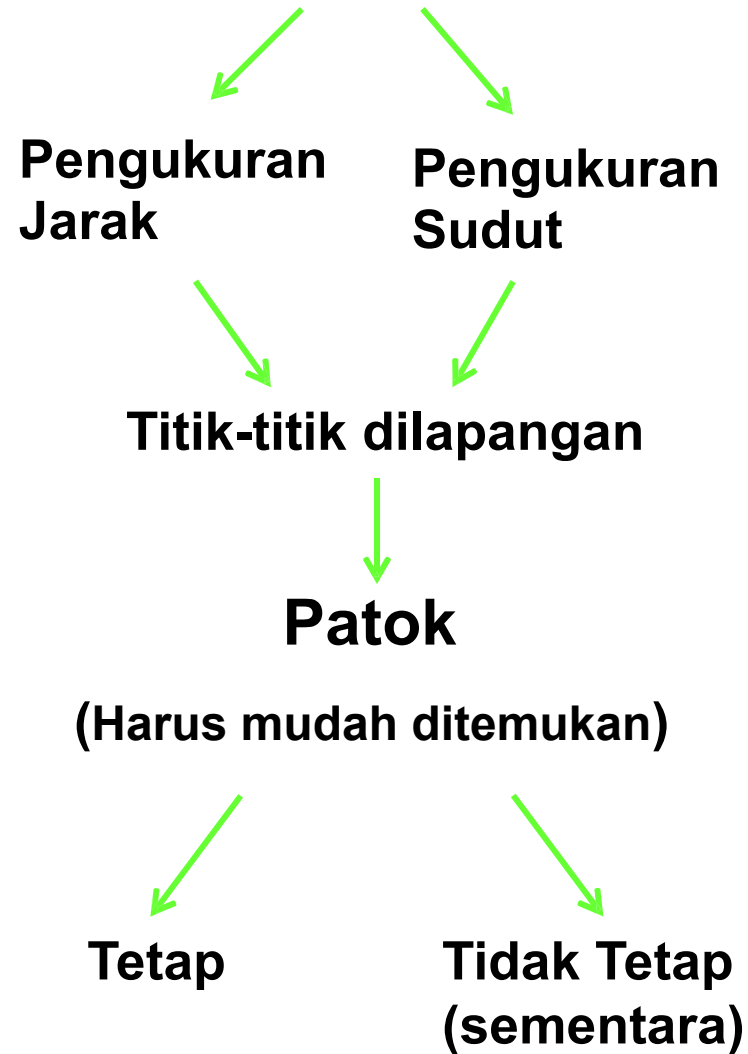 Pengukuran
Jarak
Pengukuran
Sudut
Titik-titik dilapangan
Patok
(Harus mudah ditemukan)
Tetap
Tidak Tetap
(sementara)